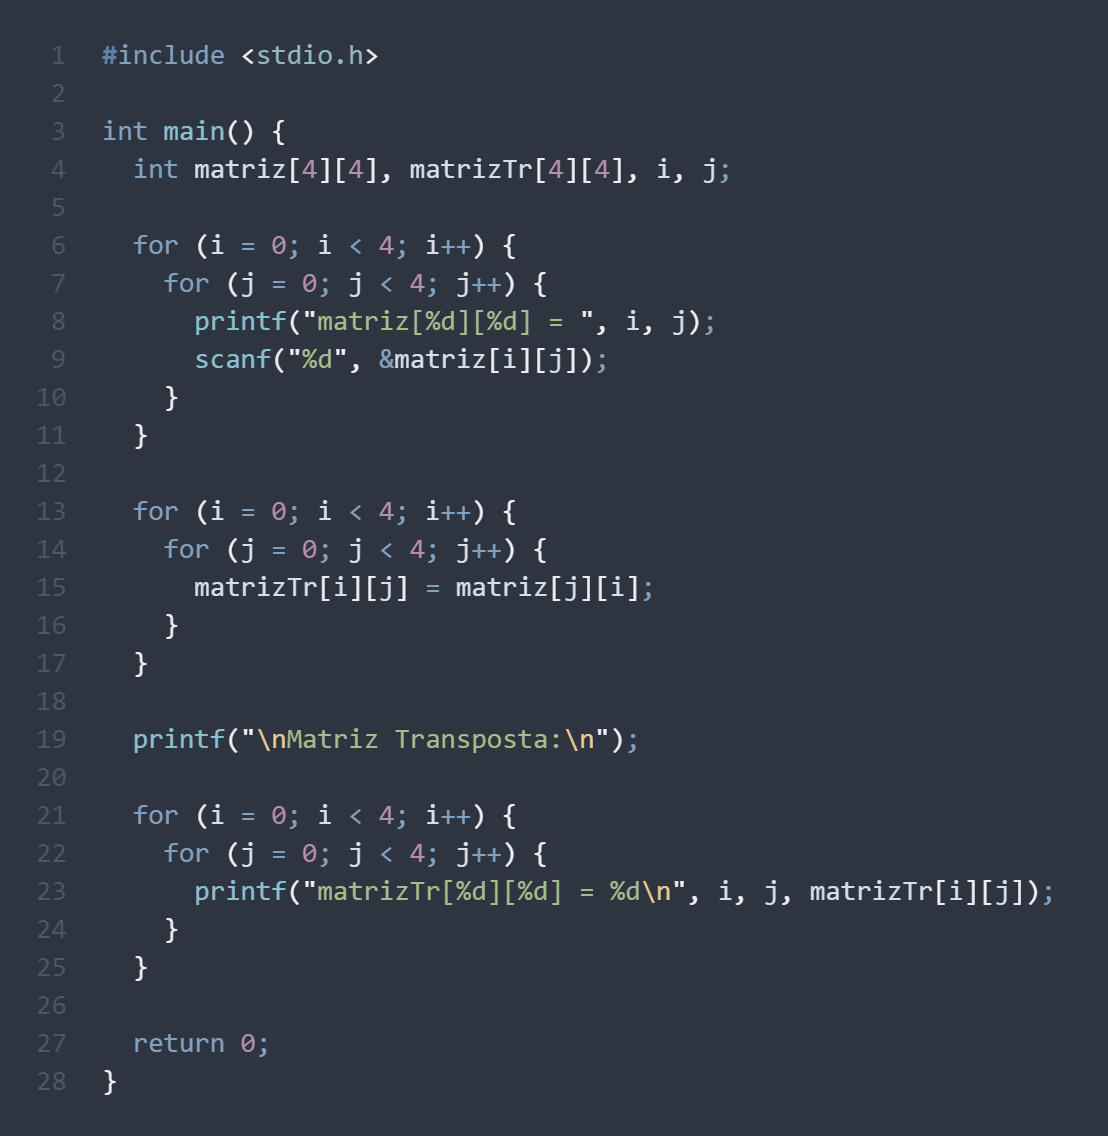 1 #include <stdio.h>
2
3 int main() {
4   int matriz[4][4], matrizTr[4][4], i, j;
5
6   for (i = 0; i < 4; i++) {
7     for (j = 0; j < 4; j++) {
8       printf("matriz[%d][%d] = ", i, j);
9       scanf("%d", &matriz[i][j]);
10     }
11   }
12
13   for (i = 0; i < 4; i++) {
14     for (j = 0; j < 4; j++) {
15       matrizTr[i][j] = matriz[j][i];
16     }
17   }
18
19   printf("\nMatriz Transposta:\n");
20
21   for (i = 0; i < 4; i++) {
22     for (j = 0; j < 4; j++) {
23       printf("matrizTr[%d][%d] = %d\n", i, j, matrizTr[i][j]);
24     }
25   }
26
27   return 0;
28 }